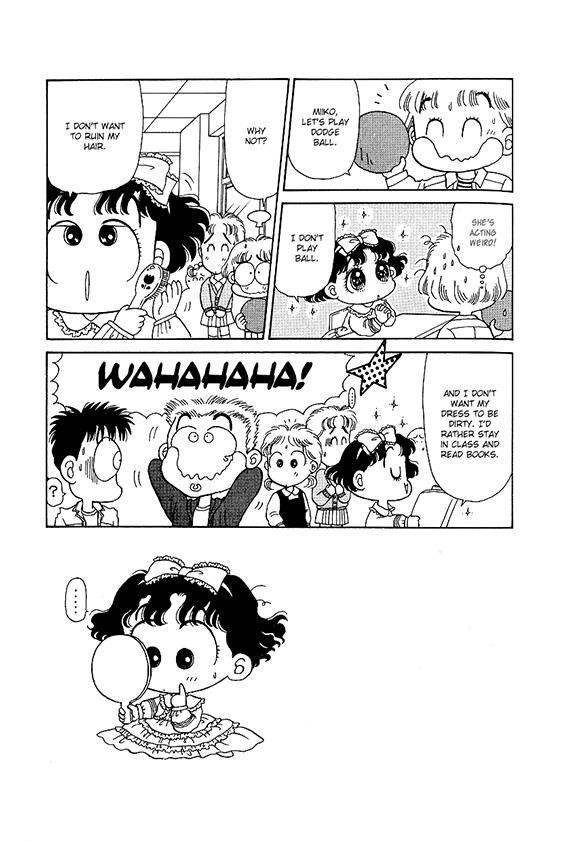 MIIKO,
LET'S PLAY
DODGE
BALL.
SHE'S
ACTING
WEIRD!
I DON'T
PLAY
BALL.
WHY
NOT?
I DON'T WANT
TO RUIN MY
HAIR.
AND I DON'T
WANT MY
DRESS TO BE
DIRTY. I'D
RATHER STAY
IN CLASS AND
READ BOOKS.
WAHAHAHA!
....
?
.....